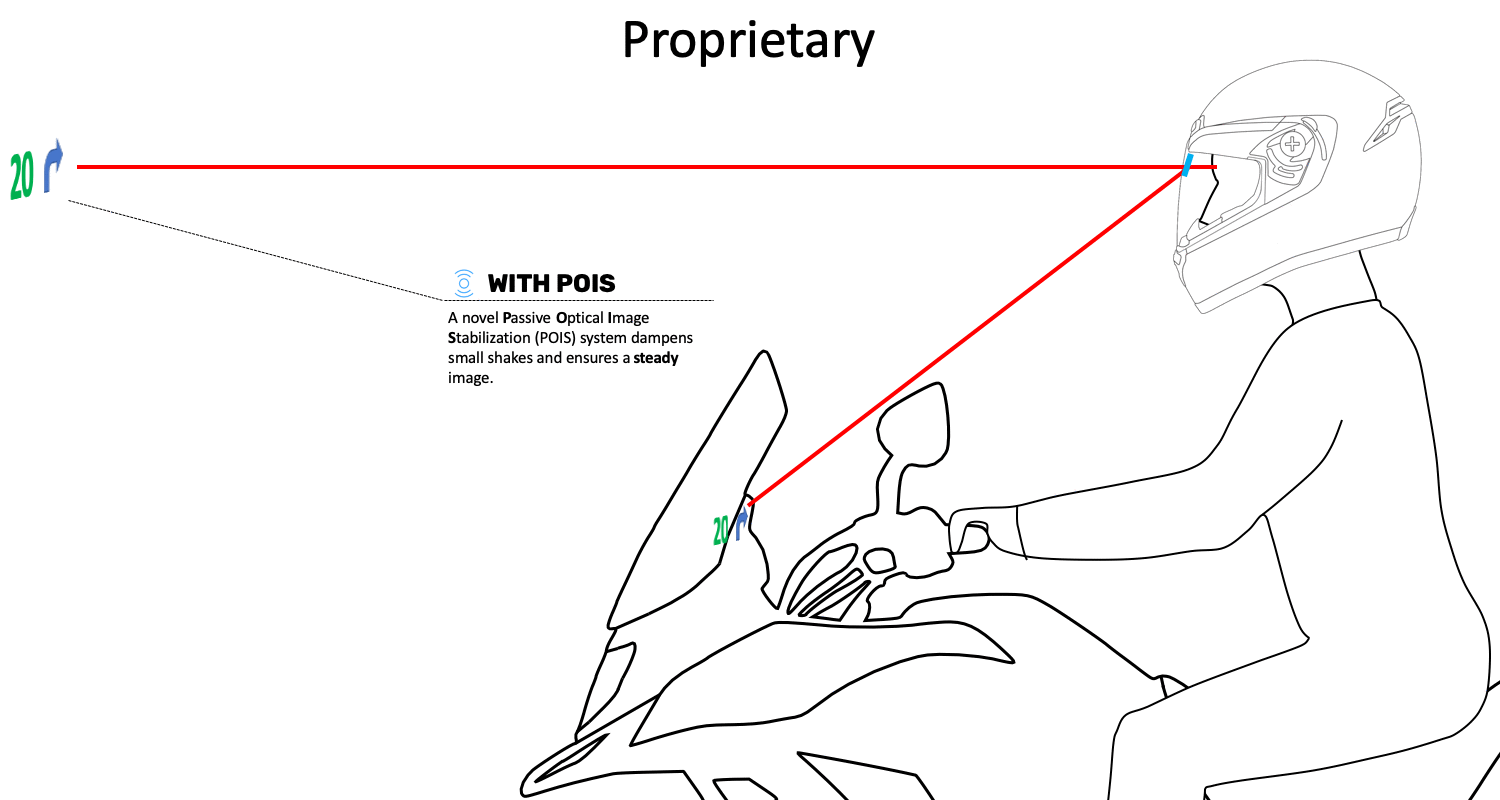 Proprietary
20
WITH POIS
A novel Passive Optical Image
Stabilization (POIS) system dampens
small shakes and ensures a steady
image.
20